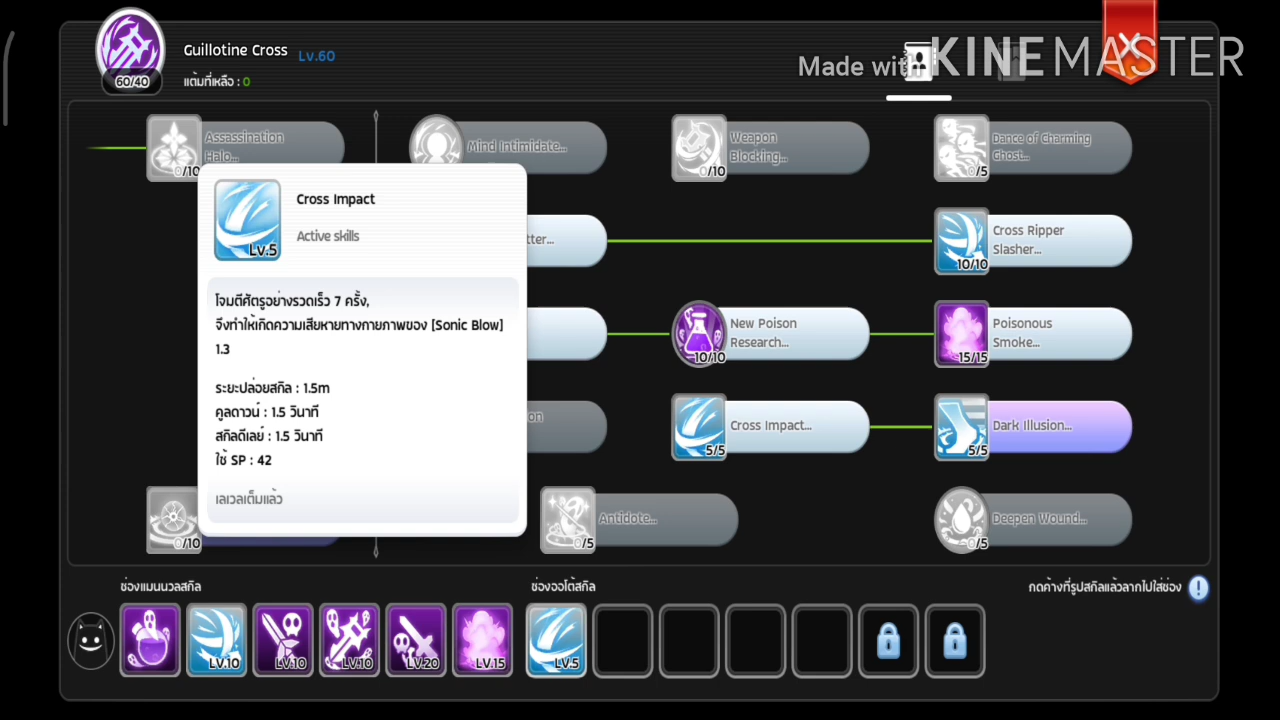 Guillotine Cross Lv.60
60/40
แต้มที่เหลือ : 0
Made with KINEMASTER
Assassination
Halo...
0/10
Mind Intimidate...
Weapon
Blocking...
0/10
Dance of Charming
Ghost...
0/5
Cross Impact
Active skills
Lv.5
โจมตีศัตรูอย่างรวดเร็ว 7 ครั้ง,
จึงทำให้เกิดความเสียหายทางกายภาพของ [Sonic Blow]
1.3
ระยะปล่อยสกิล : 1.5m
คูลดาวน์ : 1.5 วินาที
สกิลดีเลย์ : 1.5 วินาที
ใช้ SP : 42
เลเวลเต็มแล้ว
tter...
Cross Ripper
Slasher...
10/10
New Poison
Research...
10/10
Poisonous
Smoke...
15/15
on
Cross Impact...
5/5
Dark Illusion...
5/5
0/10
Antidote...
0/5
Deepen Wound...
0/5
ช่องแมนนวลสกิล
ช่องออโต้สกิล
กดค้างที่รูปสกิลแล้วลากไปใส่ช่อง
LV.10
LV.10
LV.10
LV.20
LV.15
LV.5